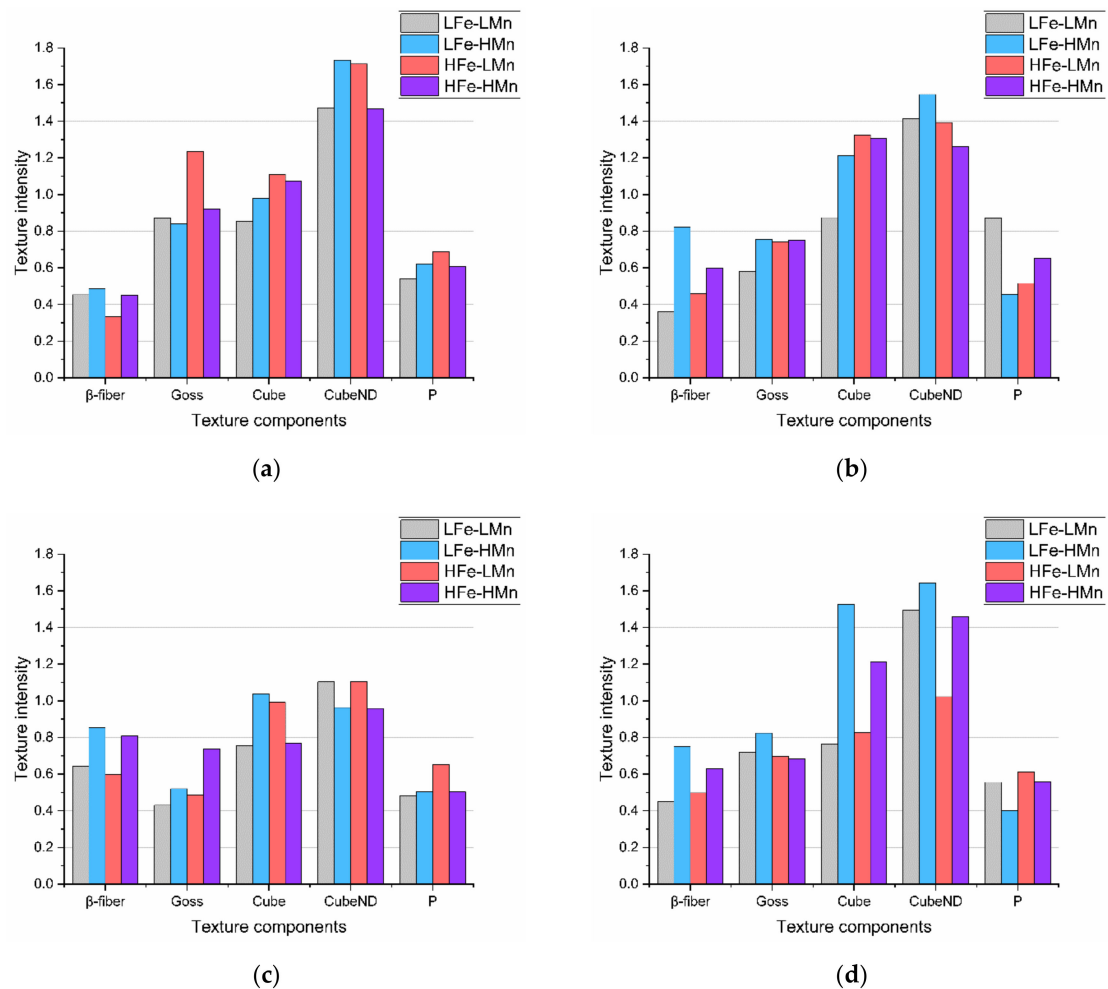 LFe-LMn
LFe-HMn
HFe-LMn
HFe-HMn
1.8
1.6
1.4
1.2
1.0
0.8
0.6
0.4
0.2
0.0
Texture intensity
β-fiber Goss Cube CubeND P
Texture components
(a)
LFe-LMn
LFe-HMn
HFe-LMn
HFe-HMn
1.8
1.6
1.4
1.2
1.0
0.8
0.6
0.4
0.2
0.0
Texture intensity
β-fiber Goss Cube CubeND P
Texture components
(b)
LFe-LMn
LFe-HMn
HFe-LMn
HFe-HMn
1.8
1.6
1.4
1.2
1.0
0.8
0.6
0.4
0.2
0.0
Texture intensity
β-fiber Goss Cube CubeND P
Texture components
(c)
LFe-LMn
LFe-HMn
HFe-LMn
HFe-HMn
1.8
1.6
1.4
1.2
1.0
0.8
0.6
0.4
0.2
0.0
Texture intensity
β-fiber Goss Cube CubeND P
Texture components
(d)